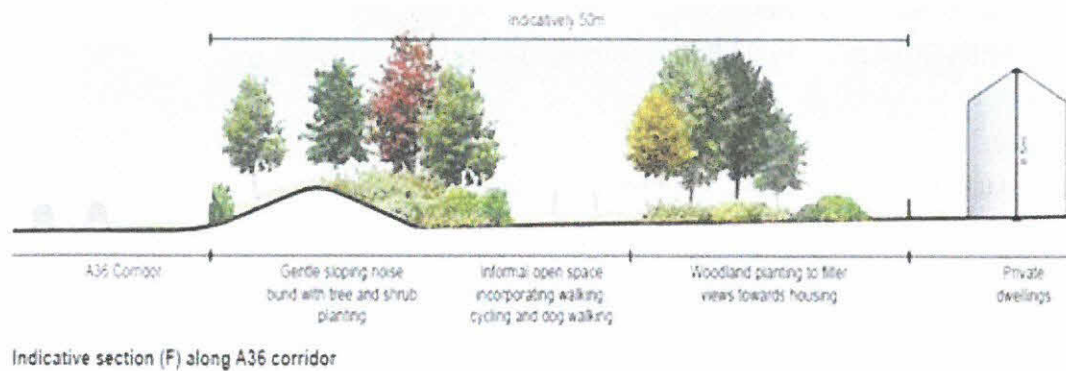 Indicatively 50m
A36 Corridor
Gentle sloping noise
bund with tree and shrub
planting
Informal open space
incorporating walking
cycling and dog walking
Woodland planting to filter
views towards housing
Private
dwellings
Indicative section (F) along A36 corridor